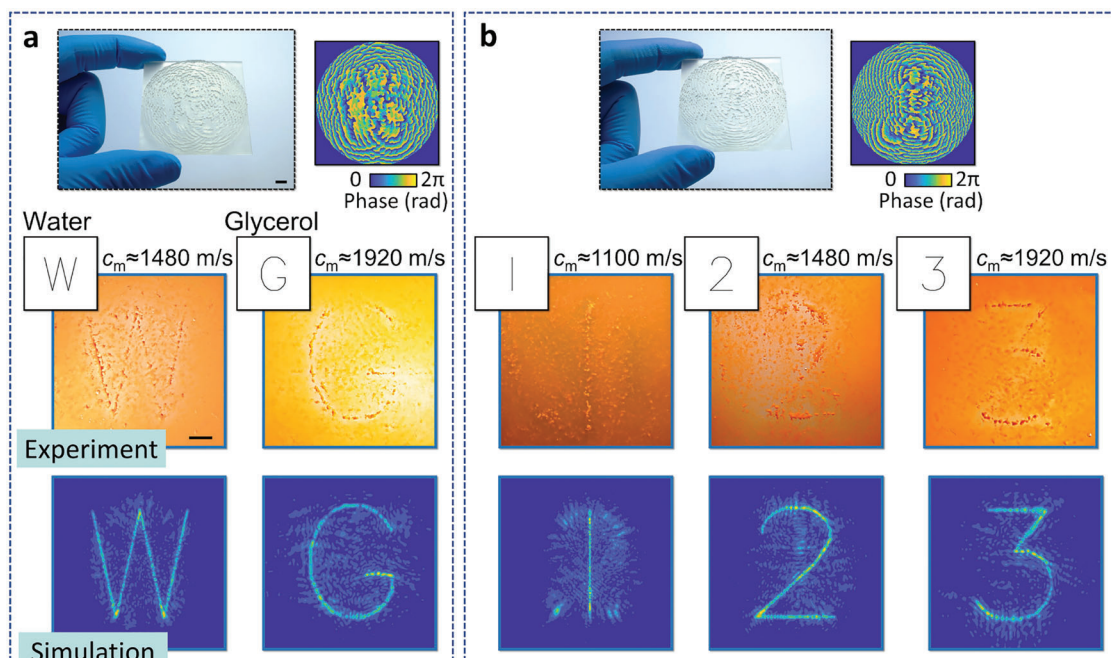 a
0 2π
Phase (rad)
Water
W
cm≈1480 m/s
Glycerol
G
cm≈1920 m/s
Experiment
Simulation
b
0 2π
Phase (rad)
1
cm≈1100 m/s
2
cm≈1480 m/s
3
cm≈1920 m/s